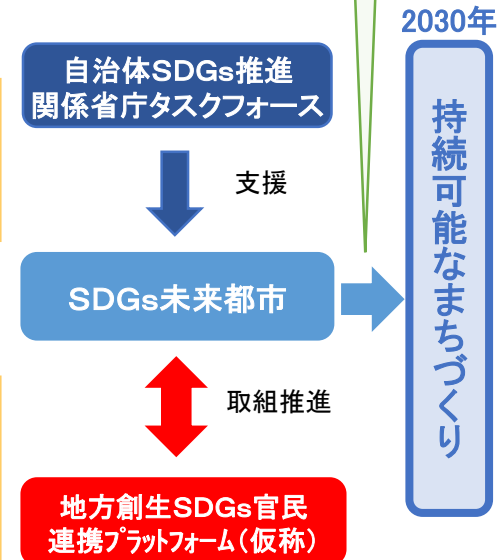 2030年
自治体SDGs推進
関係省庁タスクフォース
支援
SDGs未来都市
持続可能なまちづくり
取組推進
地方創生SDGs官民
連携プラットフォーム(仮称)